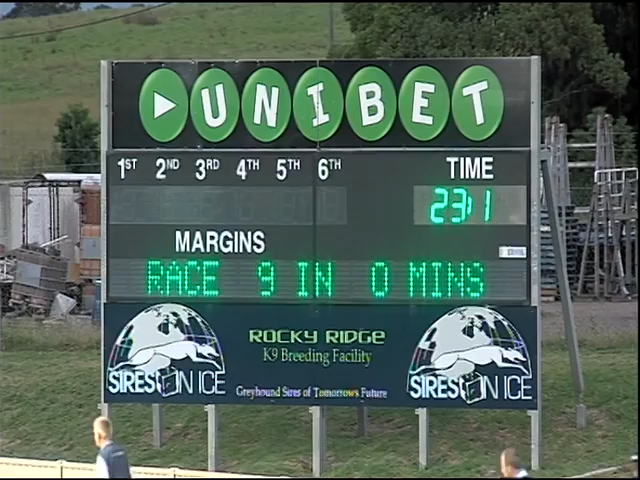 UNIBET
1ST 2ND 3RD 4TH 5TH 6TH TIME
23:1
MARGINS
RACE 9 IN 0 MINS
SIRES ON ICE
ROCKY RIDGE
K9 Breeding Facility
Greyhound Sires of Tomorrows Future
SIRES ON ICE